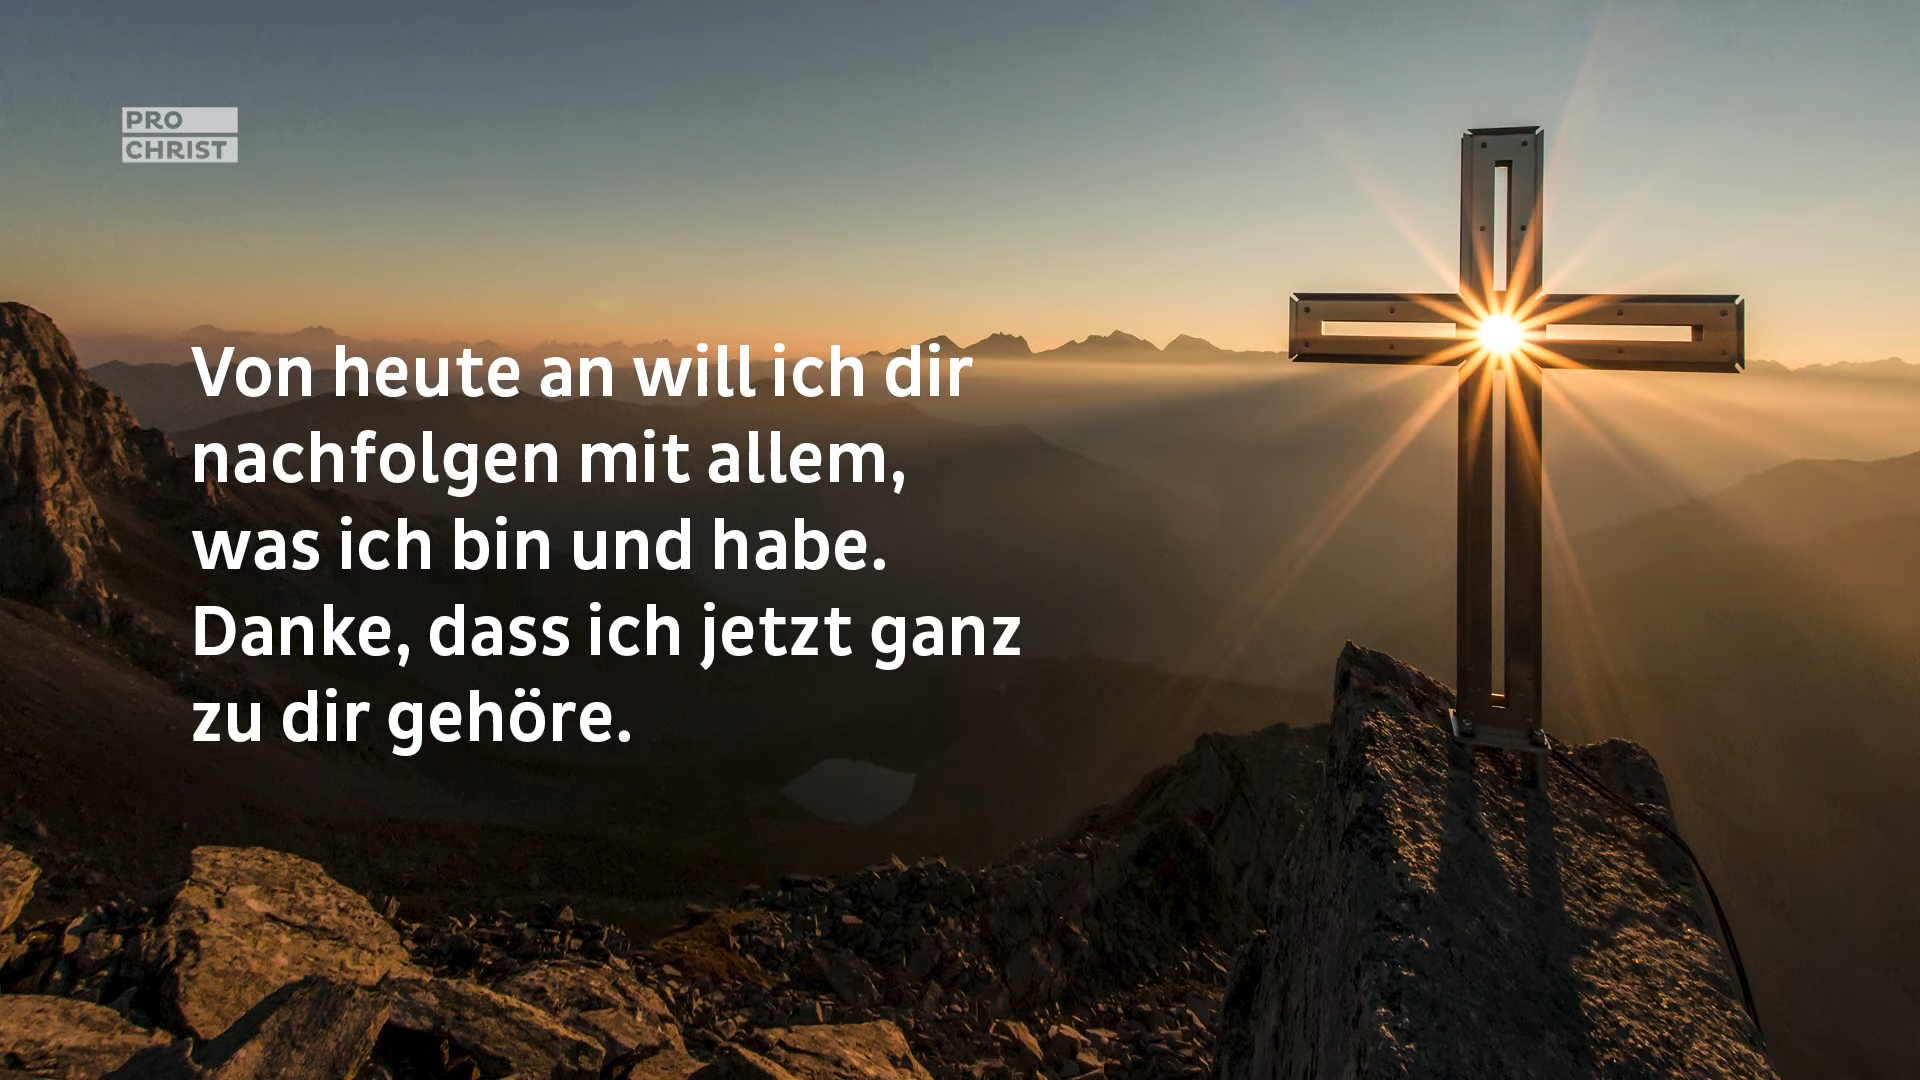 PRO
CHRIST
Von heute an will ich dir
nachfolgen mit allem,
was ich bin und habe.
Danke, dass ich jetzt ganz
zu dir gehöre.